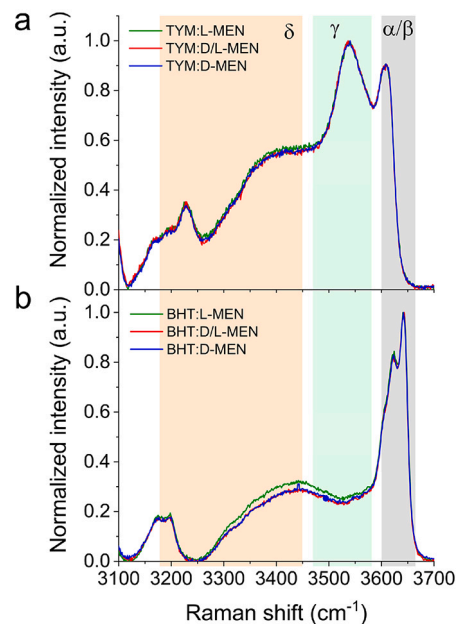 a
δ
γ
α/β
TYM:L-MEN
TYM:D/L-MEN
TYM:D-MEN
Normalized intensity (a.u.)
1.0
0.8
0.6
0.4
0.2
0.0
b
BHT:L-MEN
BHT:D/L-MEN
BHT:D-MEN
Normalized intensity (a.u.)
1.0
0.8
0.6
0.4
0.2
0.0
3100 3200 3300 3400 3500 3600 3700
Raman shift (cm⁻¹)